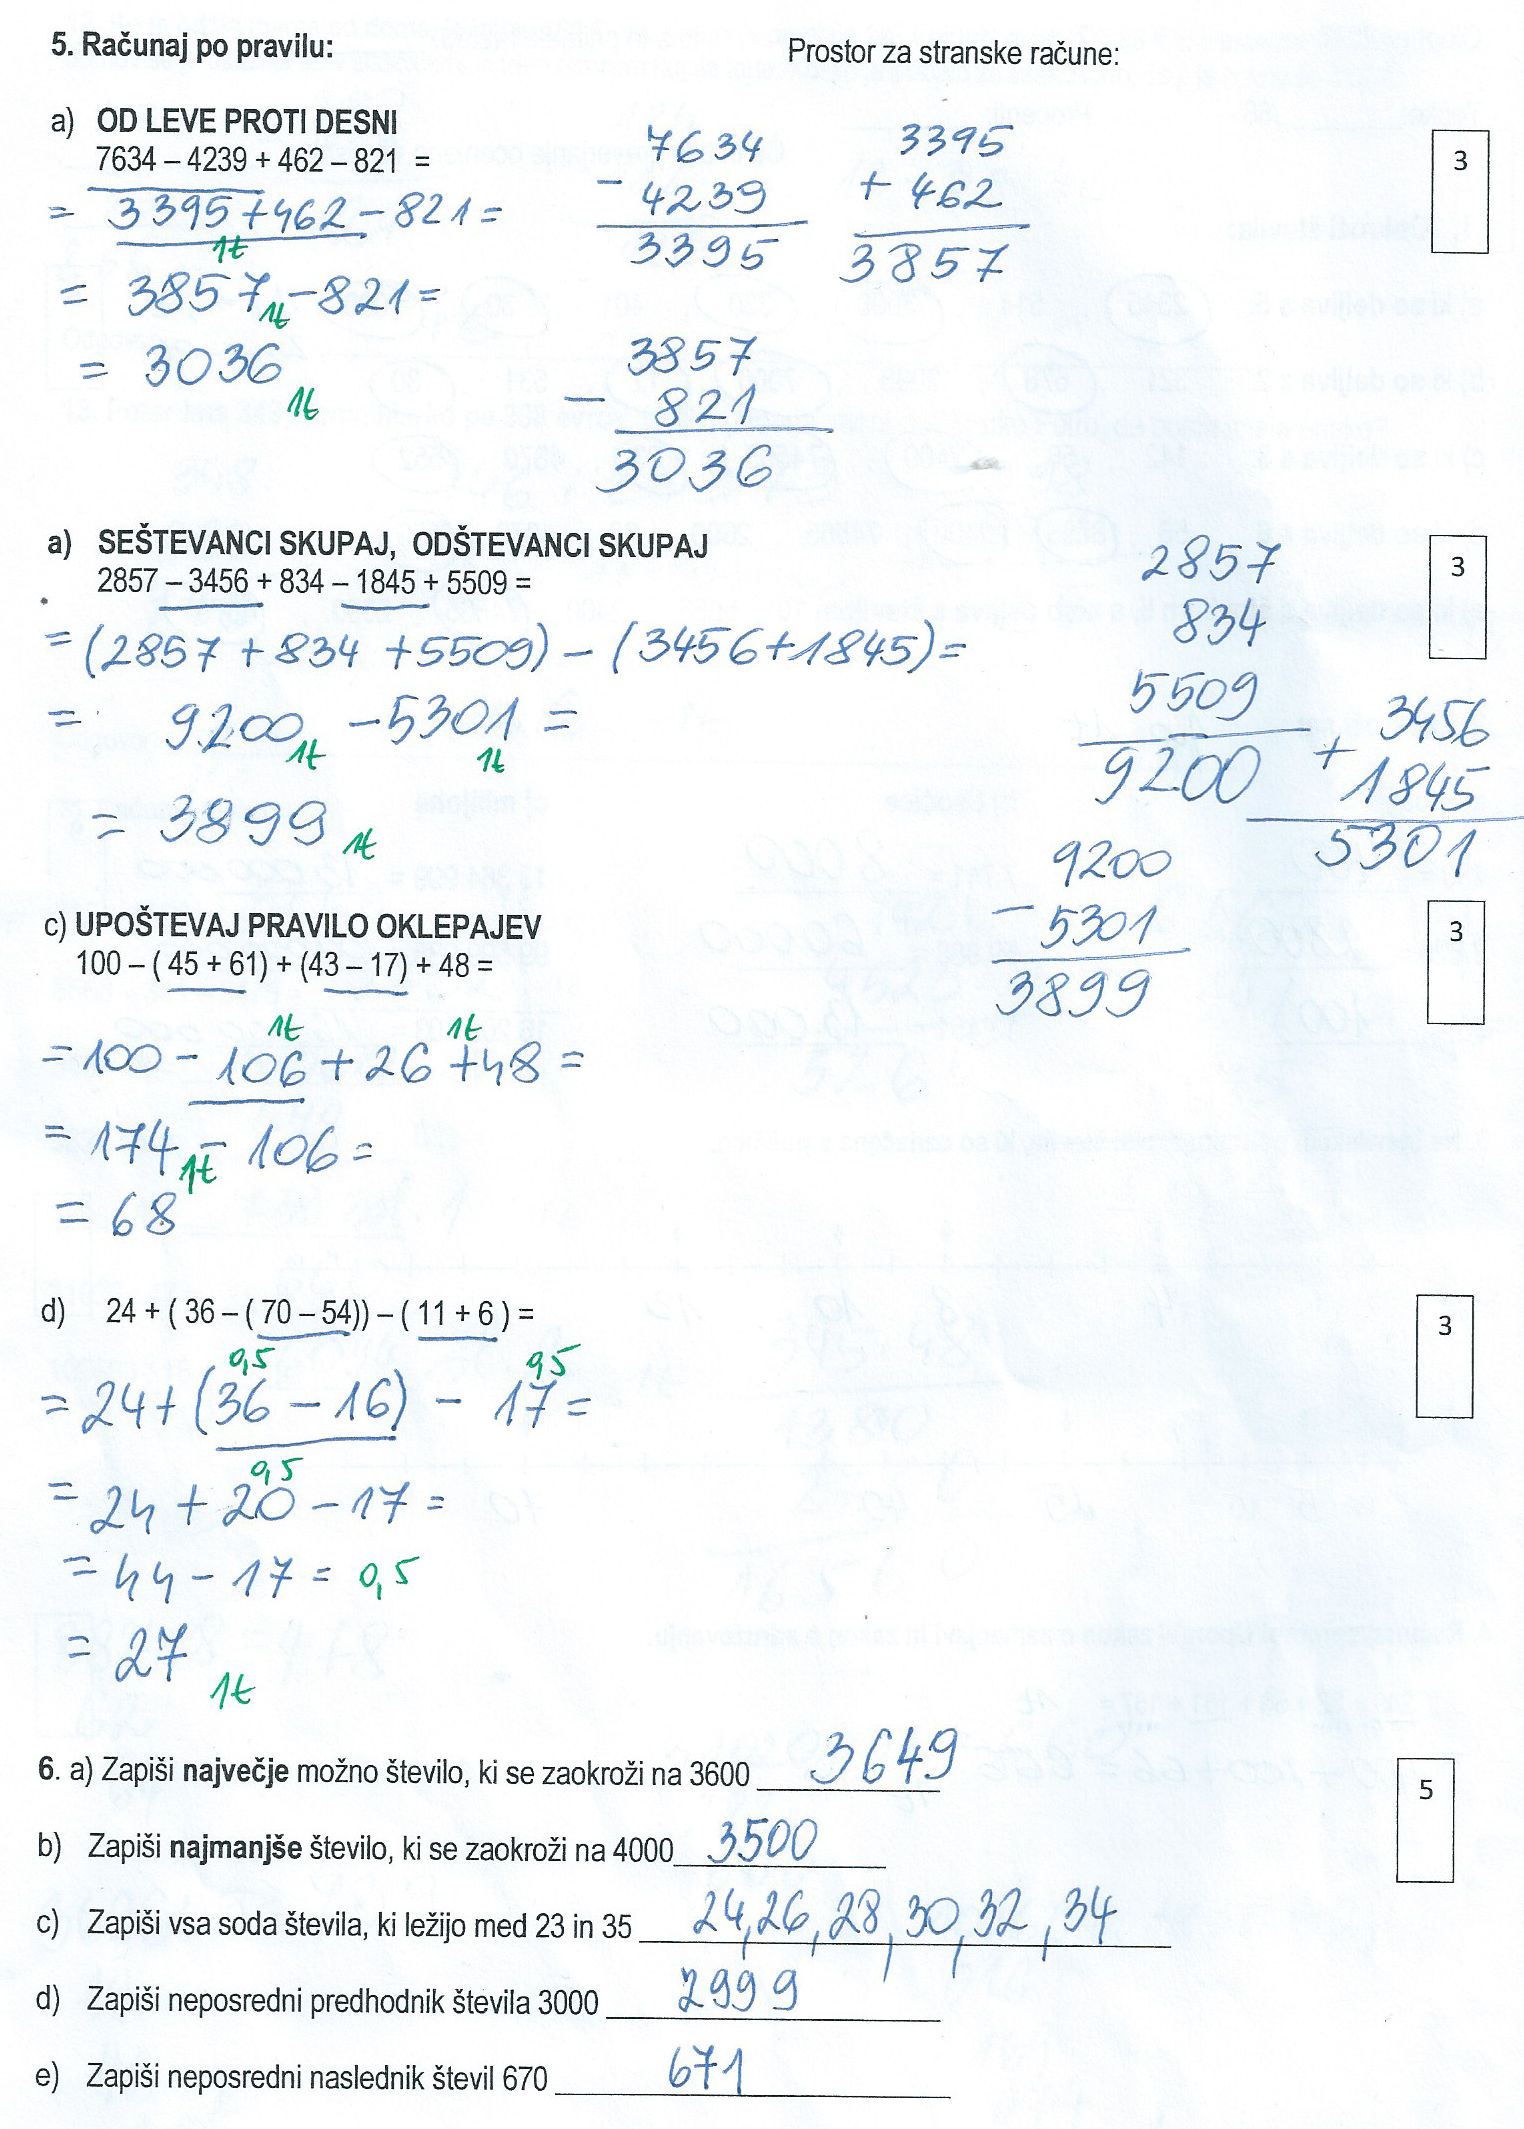 5. Računaj po pravilu:
Prostor za stranske račune:
a) OD LEVE PROTI DESNI
7634 – 4239 + 462 – 821 =
= 3395 + 462 – 821 =
1t
= 3857 – 821 =
1t
= 3036
1t
7634
– 4239
3395
3395
+ 462
3857
3857
– 821
3036
3
a) SEŠTEVANCI SKUPAJ, ODŠTEVANCI SKUPAJ
2857 – 3456 + 834 – 1845 + 5509 =
= (2857 + 834 + 5509) – (3456 + 1845) =
= 9200 – 5301 =
1t 1t
= 3899
1t
2857
834
5509
9200
3456
+ 1845
5301
9200
– 5301
3899
3
c) UPOŠTEVAJ PRAVILO OKLEPAJEV
100 – ( 45 + 61) + (43 – 17) + 48 =
1t 1t
= 100 – 106 + 26 + 48 =
= 174 – 106 =
1t
= 68
3
d) 24 + ( 36 – ( 70 – 54)) – ( 11 + 6 ) =
0,5 0,5
= 24 + (36 – 16) – 17 =
0,5
= 24 + 20 – 17 =
= 44 – 17 = 0,5
= 27
1t
3
6. a) Zapiši največje možno število, ki se zaokroži na 3600 3649
b) Zapiši najmanjše število, ki se zaokroži na 4000 3500
c) Zapiši vsa soda števila, ki ležijo med 23 in 35 24, 26, 28, 30, 32, 34
d) Zapiši neposredni predhodnik števila 3000 2999
e) Zapiši neposredni naslednik števil 670 671
5